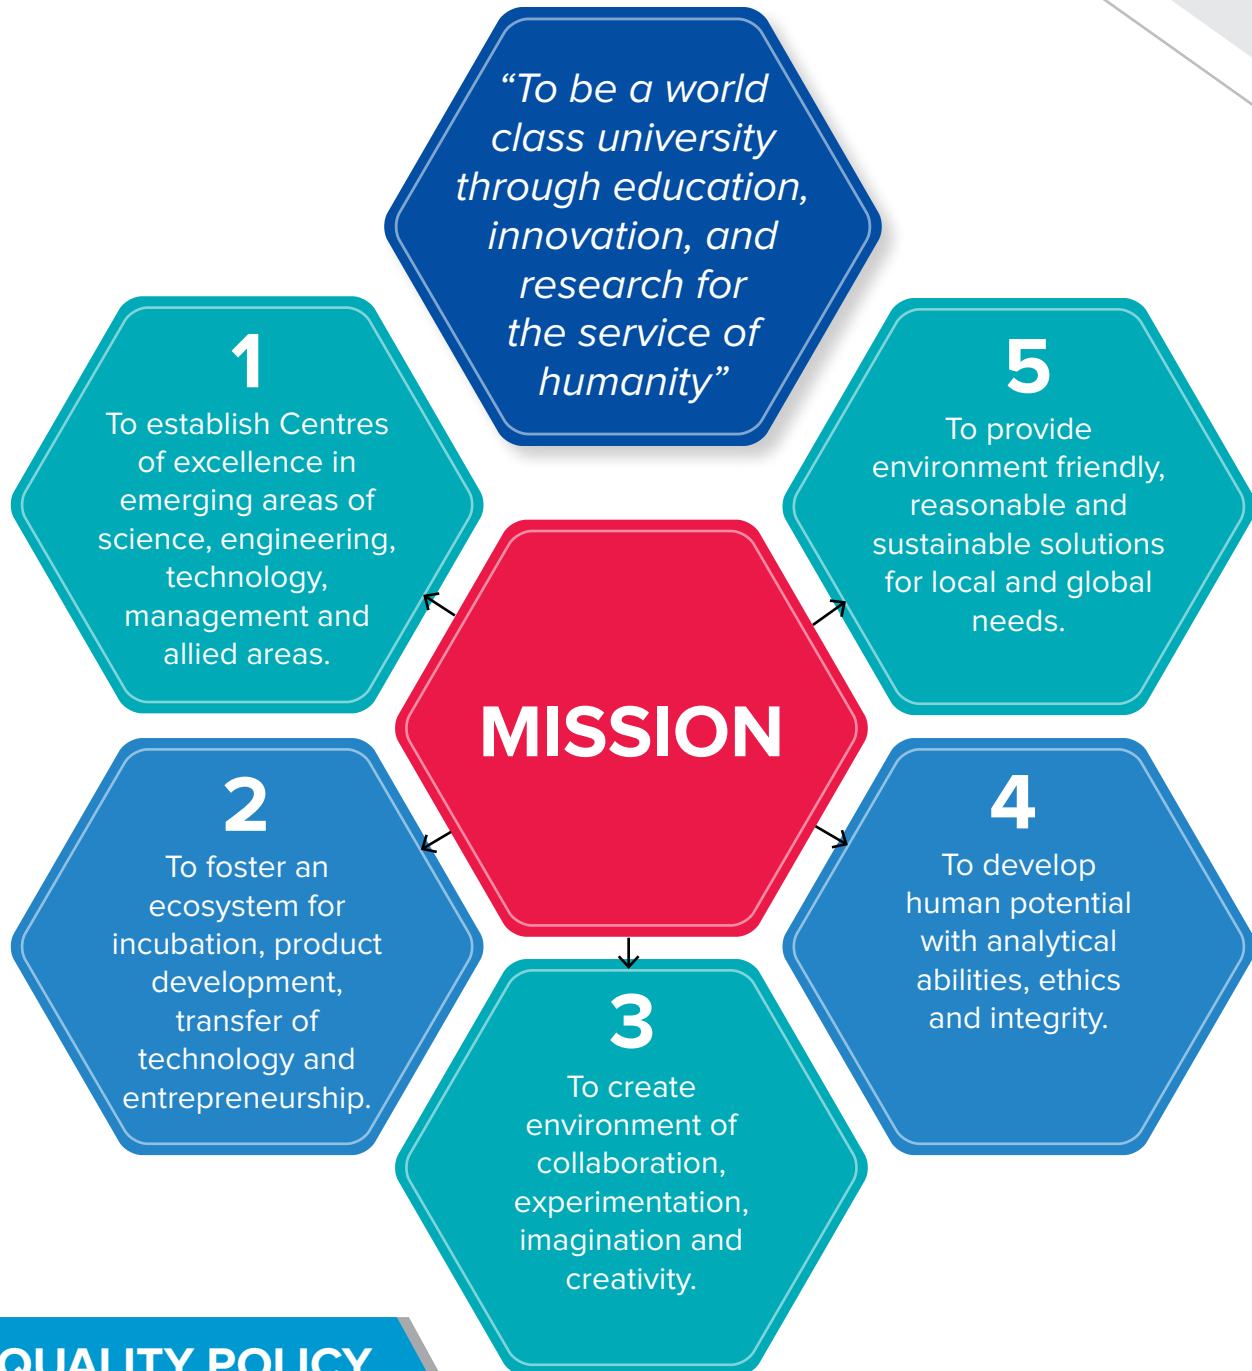 “To be a world
class university
through education,
innovation, and
research for
the service of
humanity”
1
To establish Centres
of excellence in
emerging areas of
science, engineering,
technology,
management and
allied areas.
5
To provide
environment friendly,
reasonable and
sustainable solutions
for local and global
needs.
MISSION
2
To foster an
ecosystem for
incubation, product
development,
transfer of
technology and
entrepreneurship.
4
To develop
human potential
with analytical
abilities, ethics
and integrity.
3
To create
environment of
collaboration,
experimentation,
imagination and
creativity.
QUALITY POLICY